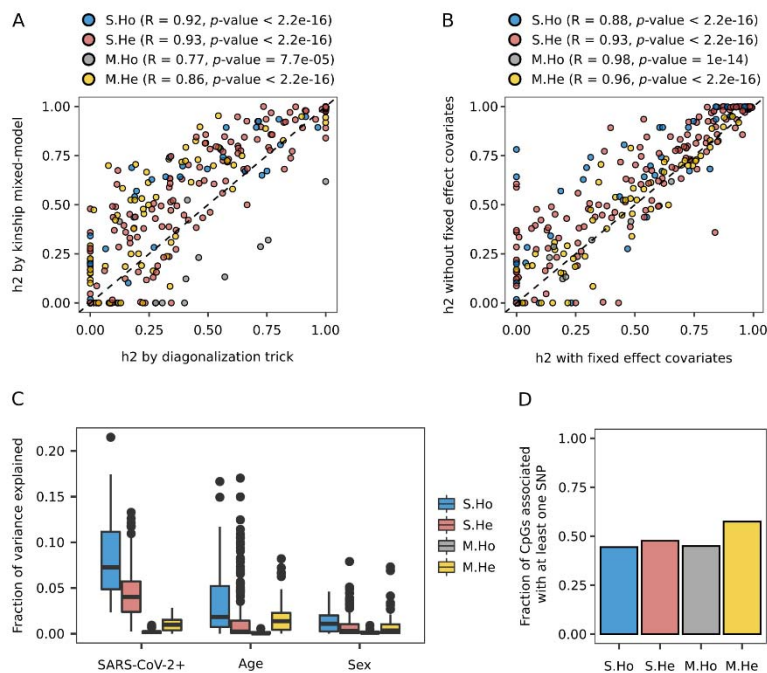 A
S.Ho (R = 0.92, p-value < 2.2e-16)
S.He (R = 0.93, p-value < 2.2e-16)
M.Ho (R = 0.77, p-value = 7.7e-05)
M.He (R = 0.86, p-value < 2.2e-16)
h2 by kinship mixed-model
1.00
0.75
0.50
0.25
0.00
0.00 0.25 0.50 0.75 1.00
h2 by diagonalization trick
B
S.Ho (R = 0.88, p-value < 2.2e-16)
S.He (R = 0.93, p-value < 2.2e-16)
M.Ho (R = 0.98, p-value = 1e-14)
M.He (R = 0.96, p-value < 2.2e-16)
h2 without fixed effect covariates
1.00
0.75
0.50
0.25
0.00
0.00 0.25 0.50 0.75 1.00
h2 with fixed effect covariates
C
Fraction of variance explained
0.20
0.15
0.10
0.05
0.00
SARS-CoV-2+ Age Sex
S.Ho
S.He
M.Ho
M.He
D
Fraction of CpGs associated
with at least one SNP
1.00
0.75
0.50
0.25
0.00
S.Ho S.He M.Ho M.He